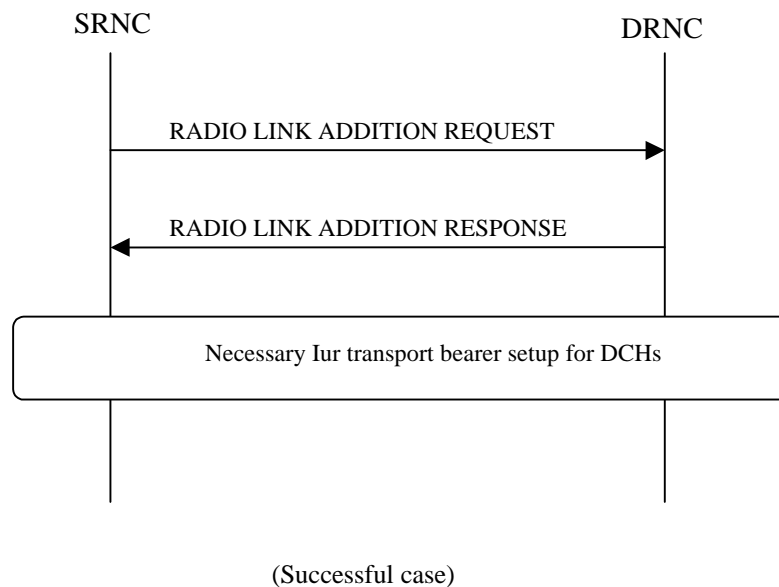 SRNC
DRNC
RADIO LINK ADDITION REQUEST
RADIO LINK ADDITION RESPONSE
Necessary Iur transport bearer setup for DCHs
(Successful case)